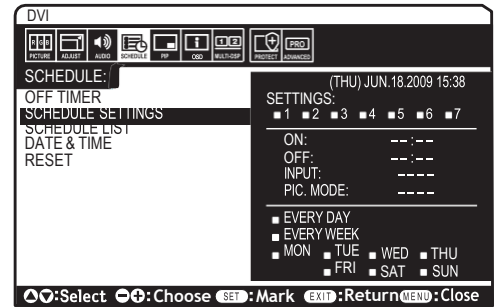 DVI
RGB
PICTURE ADJUST AUDIO SCHEDULE PIP OSD MULTI-DSP PROTECT ADVANCED
PRO
SCHEDULE:
OFF TIMER
SCHEDULE SETTINGS
SCHEDULE LIST
DATE & TIME
RESET
(THU) JUN.18.2009 15:38
SETTINGS:
1 2 3 4 5 6 7
ON: --:--
OFF: --:--
INPUT: ----
PIC. MODE: ----
EVERY DAY
EVERY WEEK
MON TUE WED THU
FRI SAT SUN
:Select :Choose SET:Mark EXIT:Return MENU:Close